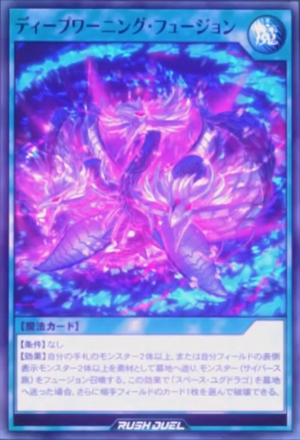 ディープワーニング・フュージョン
魔
【魔法カード】
【条件】なし
【効果】自分の手札のモンスター2体以上、または自分フィールドの表側
表示モンスター2体以上を素材として墓地へ送り、モンスター(サイバース
族)をフュージョン召喚する。この効果で「スペース・ユグドラゴ」を墓地
へ送った場合、さらに相手フィールドのカード1枚を選んで破壊できる。
RUSH DUEL